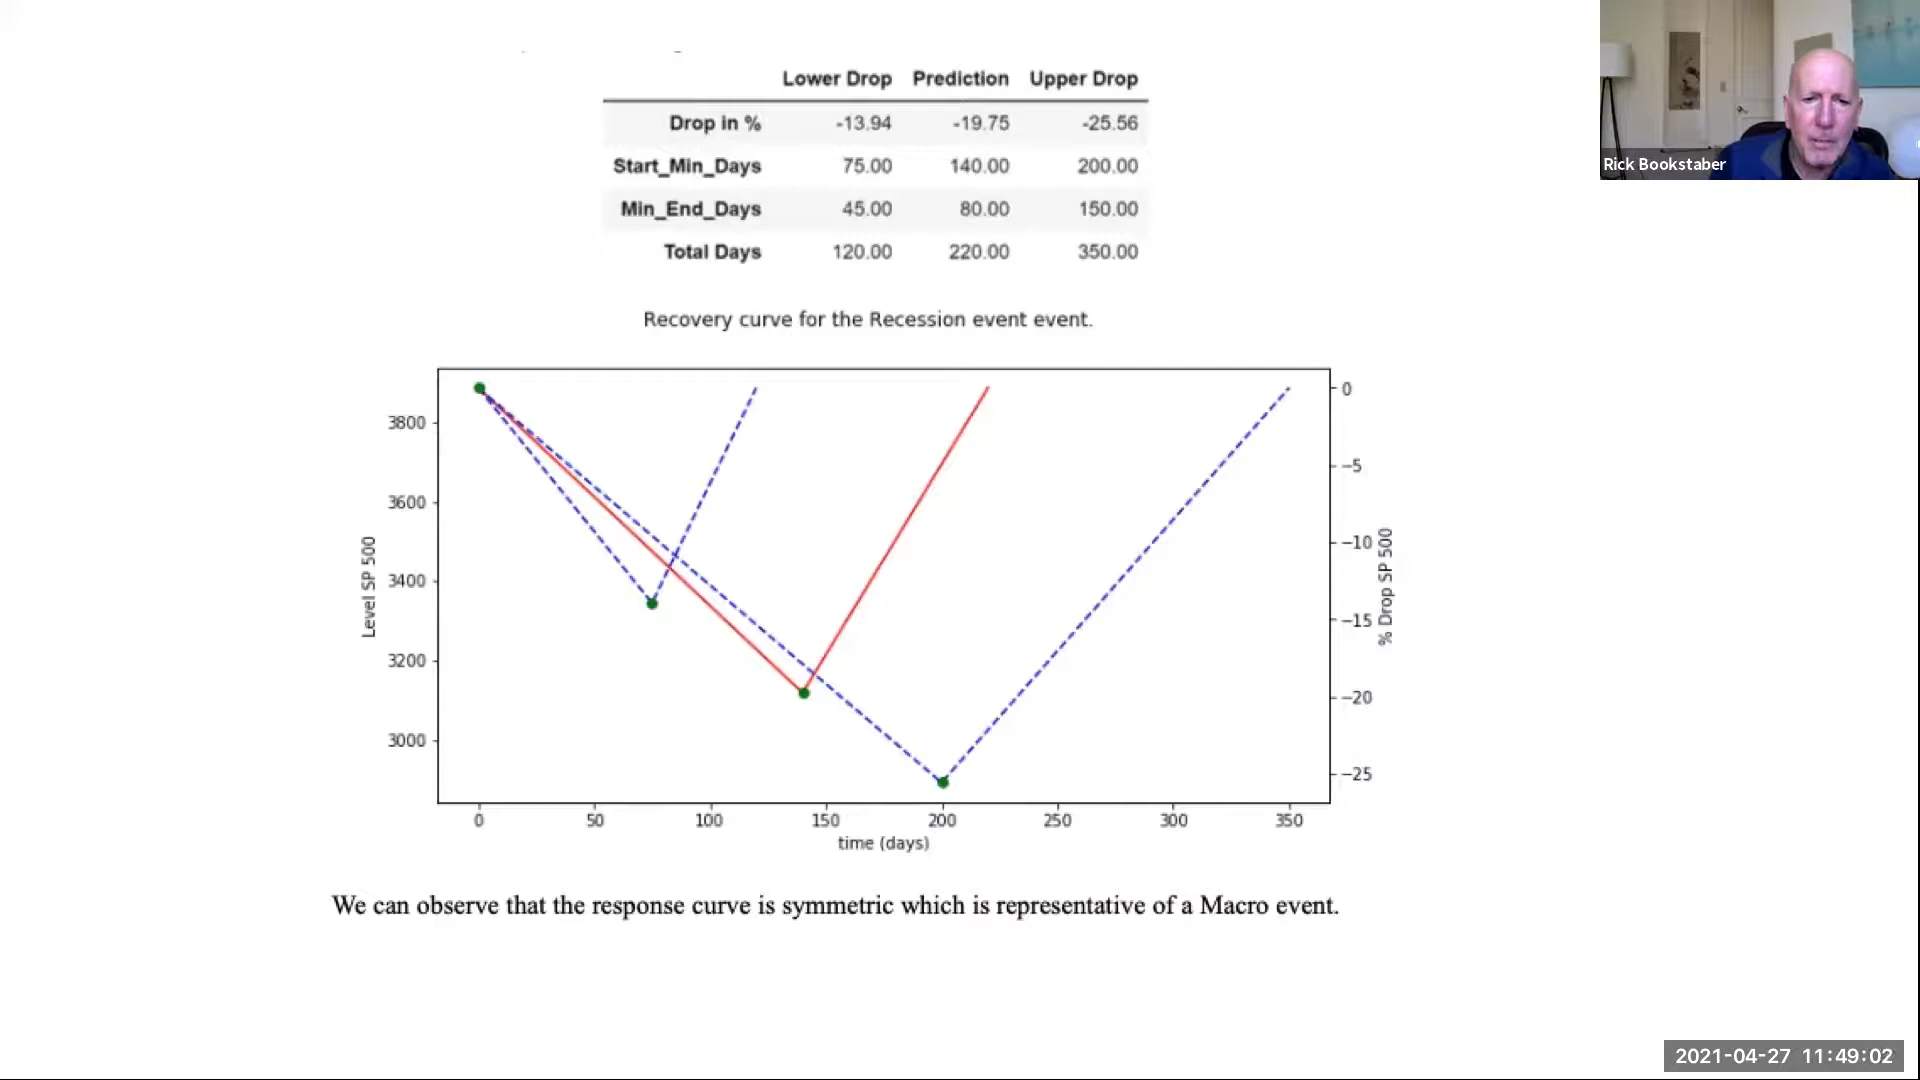 Lower Drop Prediction Upper Drop
Drop in % -13.94 -19.75 -25.56
Start_Min_Days 75.00 140.00 200.00
Min_End_Days 45.00 80.00 150.00
Total Days 120.00 220.00 350.00
Rick Bookstaber
Recovery curve for the Recession event event.
Level SP 500
3800
3600
3400
3200
3000
0
−5
−10
−15
−20
−25
% Drop SP 500
0 50 100 150 200 250 300 350
time (days)
We can observe that the response curve is symmetric which is representative of a Macro event.
2021-04-27 11:49:02